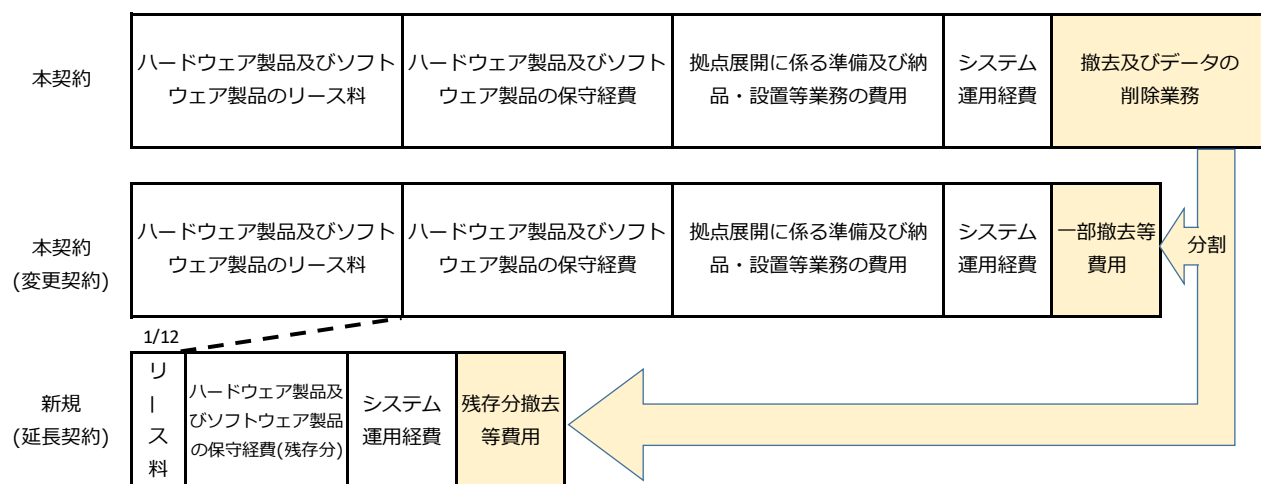 本契約
ハードウェア製品及びソフト
ウェア製品のリース料
ハードウェア製品及びソフト
ウェア製品の保守経費
拠点展開に係る準備及び納
品・設置等業務の費用
システム
運用経費
撤去及びデータの
削除業務
本契約
(変更契約)
ハードウェア製品及びソフト
ウェア製品のリース料
ハードウェア製品及びソフト
ウェア製品の保守経費
拠点展開に係る準備及び納
品・設置等業務の費用
システム
運用経費
一部撤去等
費用
分割
1/12
新規
(延長契約)
リース料
ハードウェア製品及
びソフトウェア製品
の保守経費(残存分)
システム
運用経費
残存分撤去
等費用